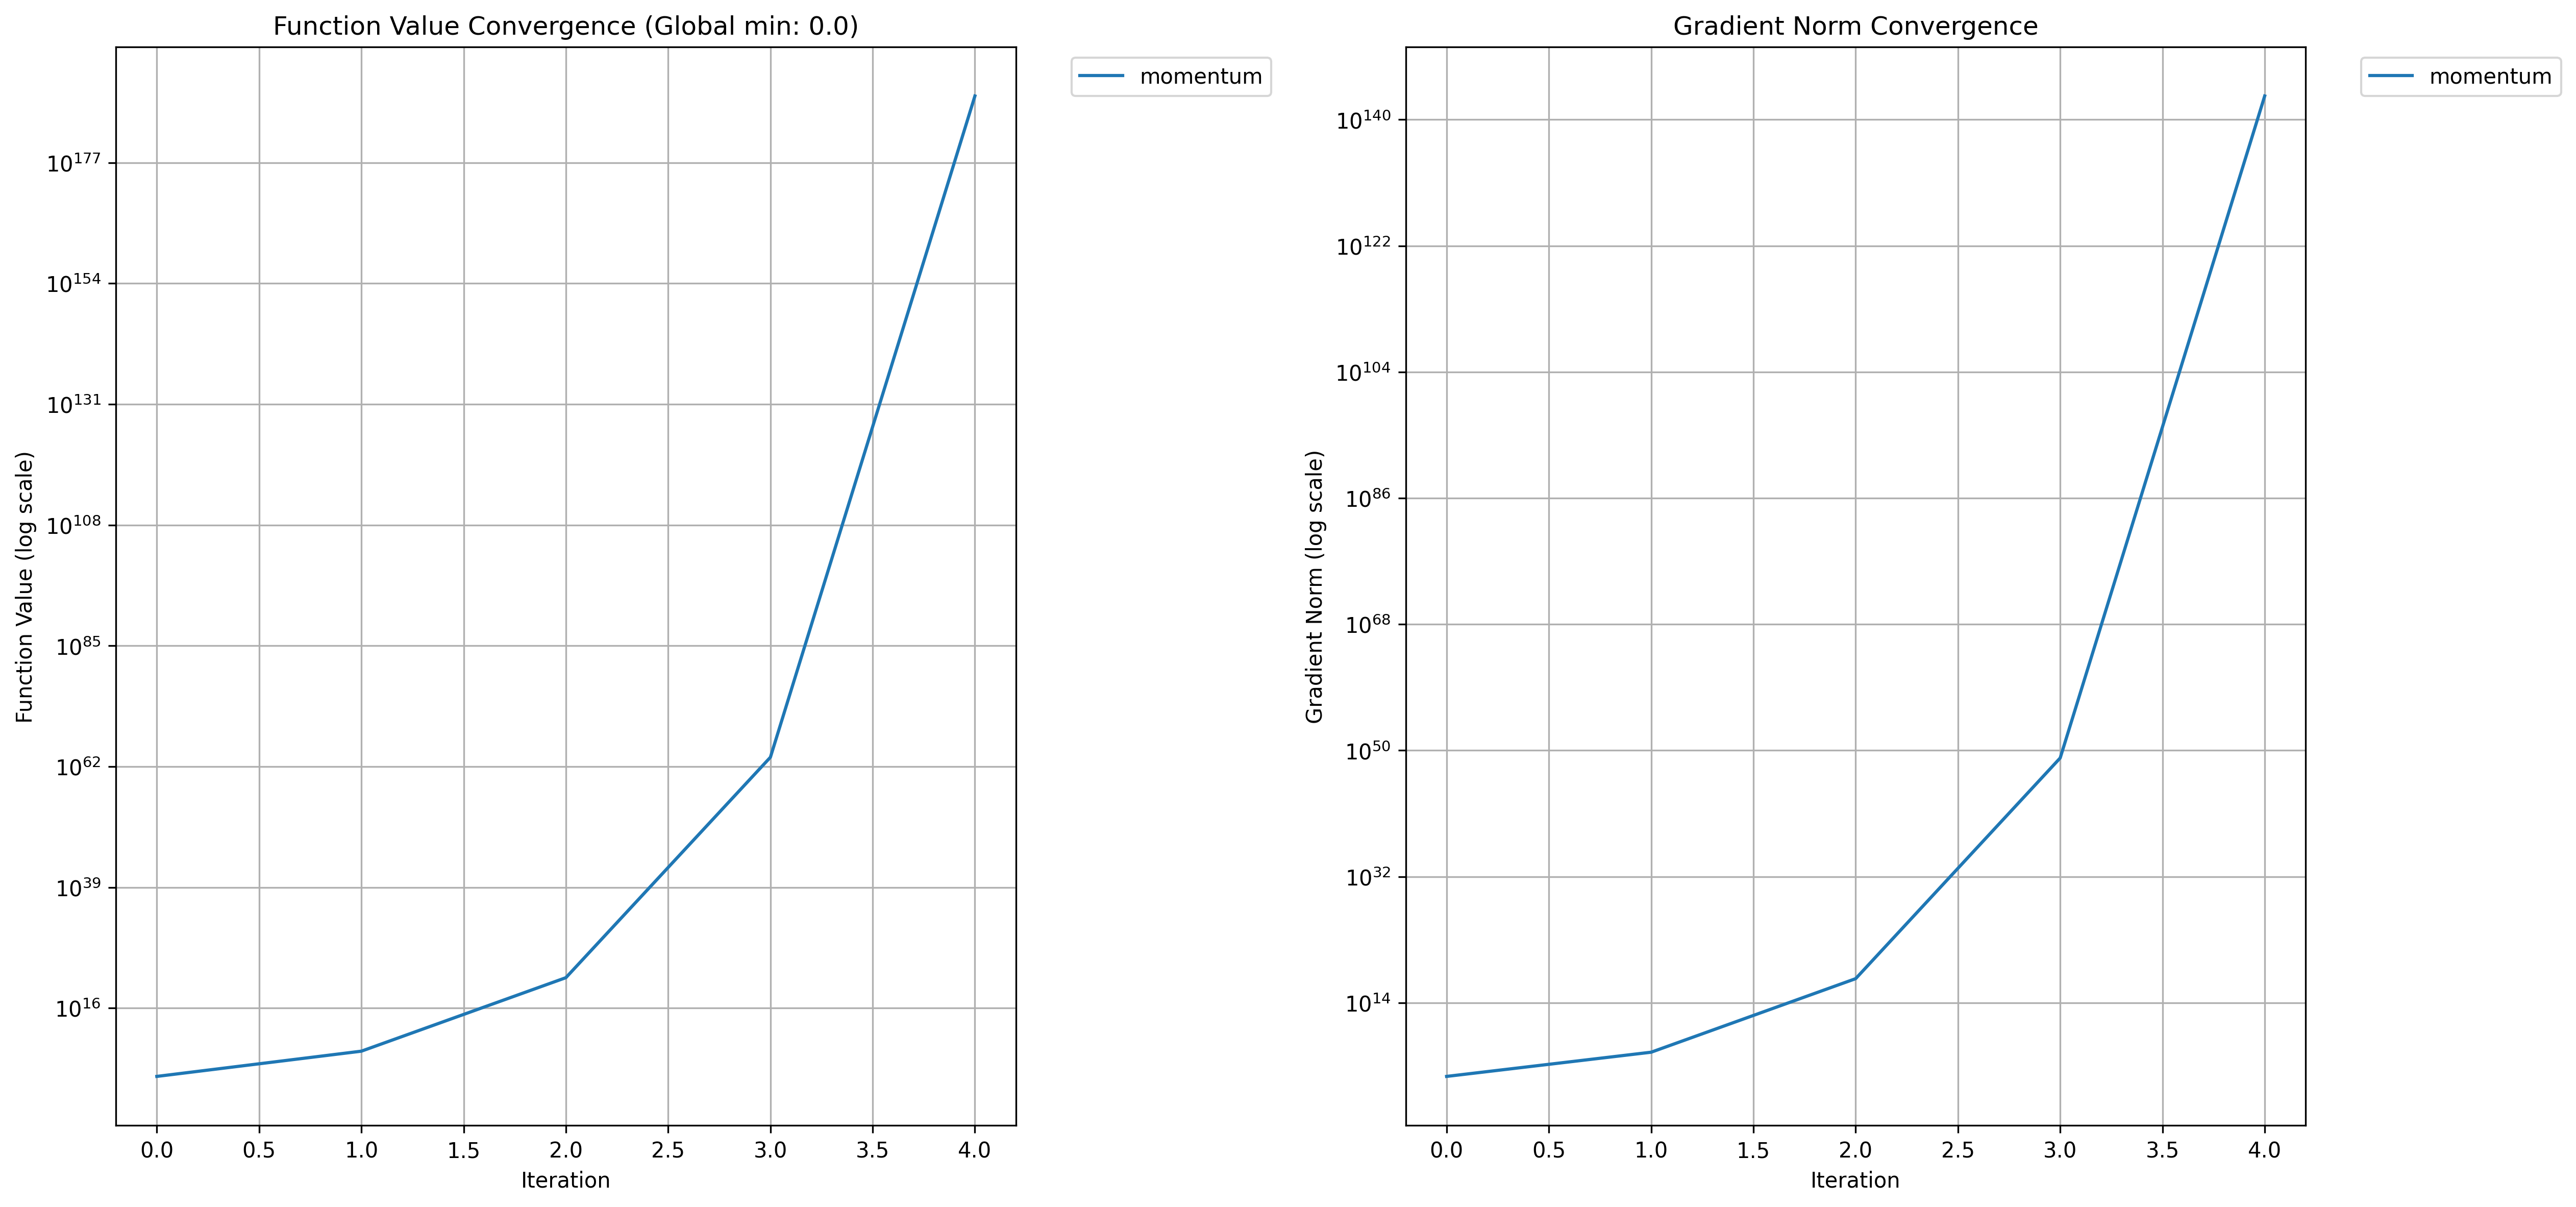 Function Value Convergence (Global min: 0.0)
momentum
Function Value (log scale)
10^177
10^154
10^131
10^108
10^85
10^62
10^39
10^16
0.0 0.5 1.0 1.5 2.0 2.5 3.0 3.5 4.0
Iteration
Gradient Norm Convergence
momentum
Gradient Norm (log scale)
10^140
10^122
10^104
10^86
10^68
10^50
10^32
10^14
0.0 0.5 1.0 1.5 2.0 2.5 3.0 3.5 4.0
Iteration